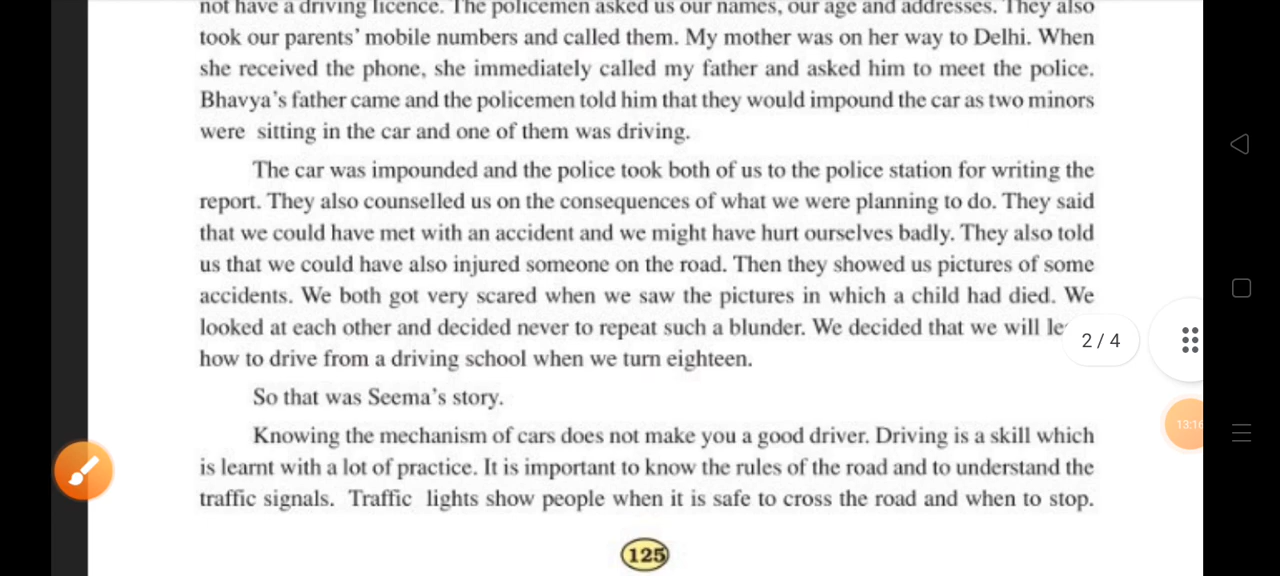 not have a driving licence. The policemen asked us our names, our age and addresses. They also
took our parents' mobile numbers and called them. My mother was on her way to Delhi. When
she received the phone, she immediately called my father and asked him to meet the police.
Bhavya's father came and the policemen told him that they would impound the car as two minors
were sitting in the car and one of them was driving.
The car was impounded and the police took both of us to the police station for writing the
report. They also counselled us on the consequences of what we were planning to do. They said
that we could have met with an accident and we might have hurt ourselves badly. They also told
us that we could have also injured someone on the road. Then they showed us pictures of some
accidents. We both got very scared when we saw the pictures in which a child had died. We
looked at each other and decided never to repeat such a blunder. We decided that we will
2 / 4
how to drive from a driving school when we turn eighteen.
So that was Seema's story.
13:16
Knowing the mechanism of cars does not make you a good driver. Driving is a skill which
is learnt with a lot of practice. It is important to know the rules of the road and to understand the
traffic signals. Traffic lights show people when it is safe to cross the road and when to stop.
125